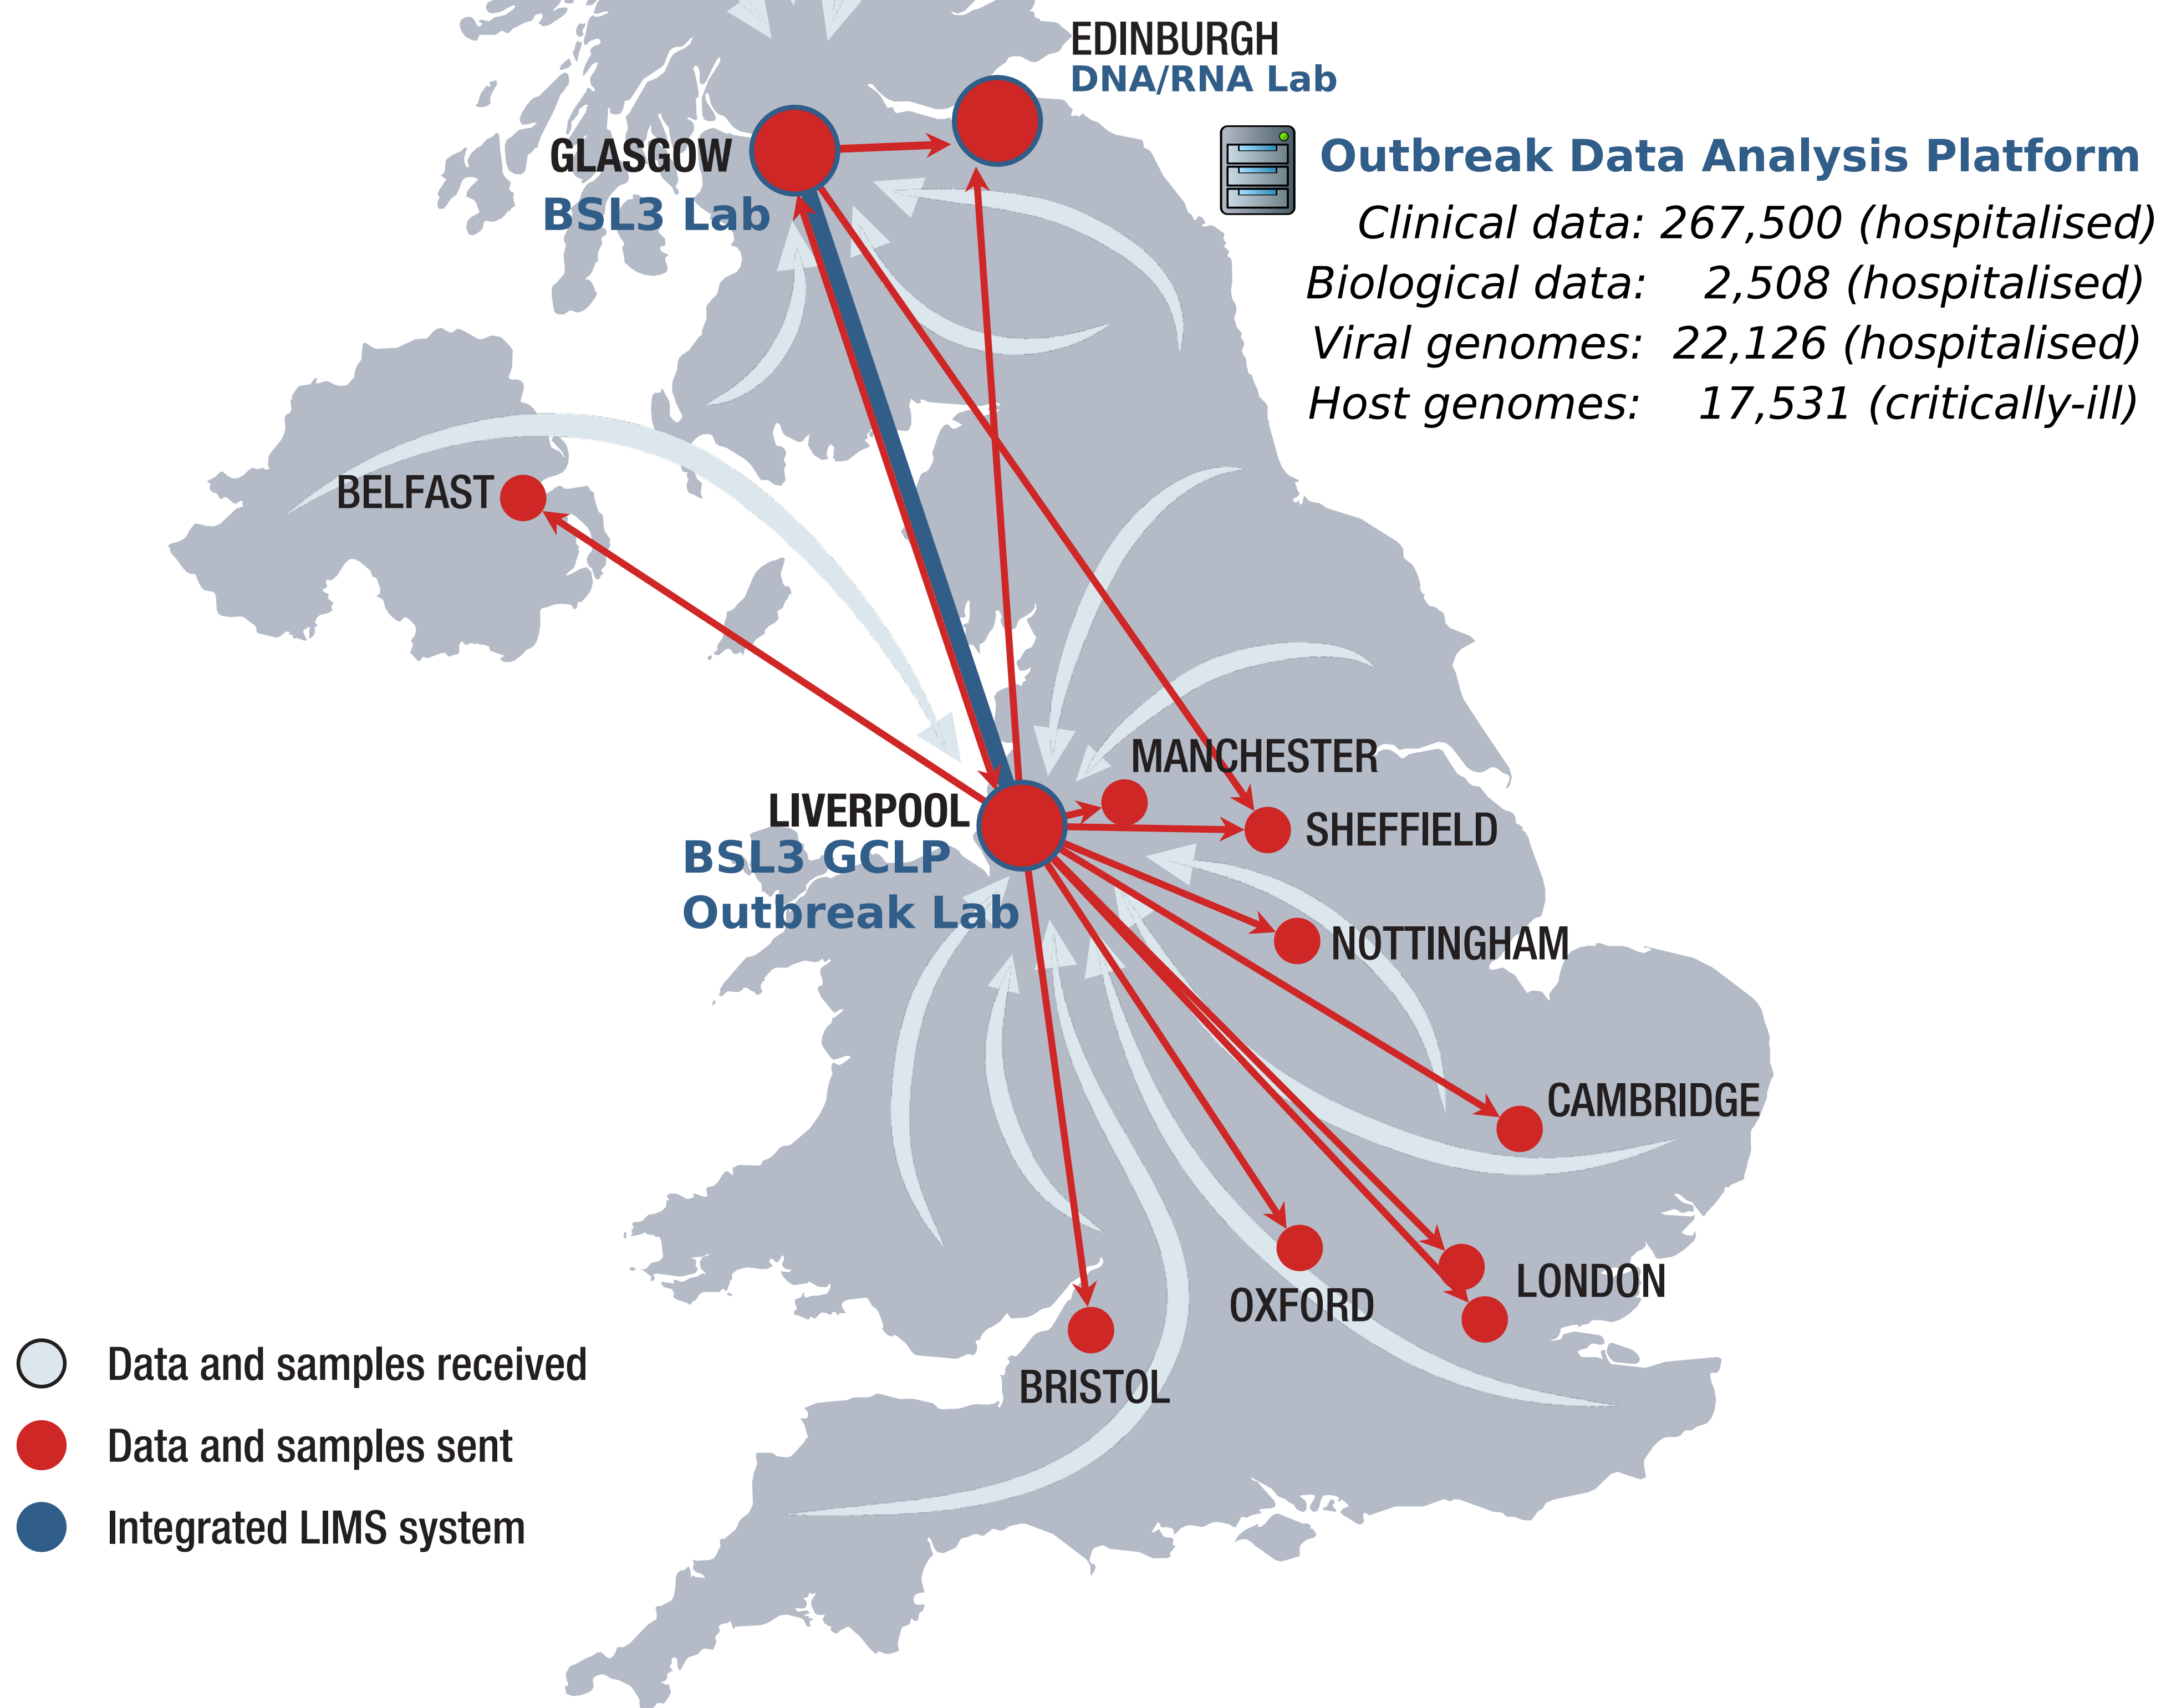 EDINBURGH
DNA/RNA Lab
GLASGOW
BSL3 Lab
Outbreak Data Analysis Platform
Clinical data: 267,500 (hospitalised)
Biological data: 2,508 (hospitalised)
Viral genomes: 22,126 (hospitalised)
Host genomes: 17,531 (critically-ill)
BELFAST
MANCHESTER
LIVERPOOL
BSL3 GCLP
Outbreak Lab
SHEFFIELD
NOTTINGHAM
CAMBRIDGE
LONDON
OXFORD
BRISTOL
Data and samples received
Data and samples sent
Integrated LIMS system